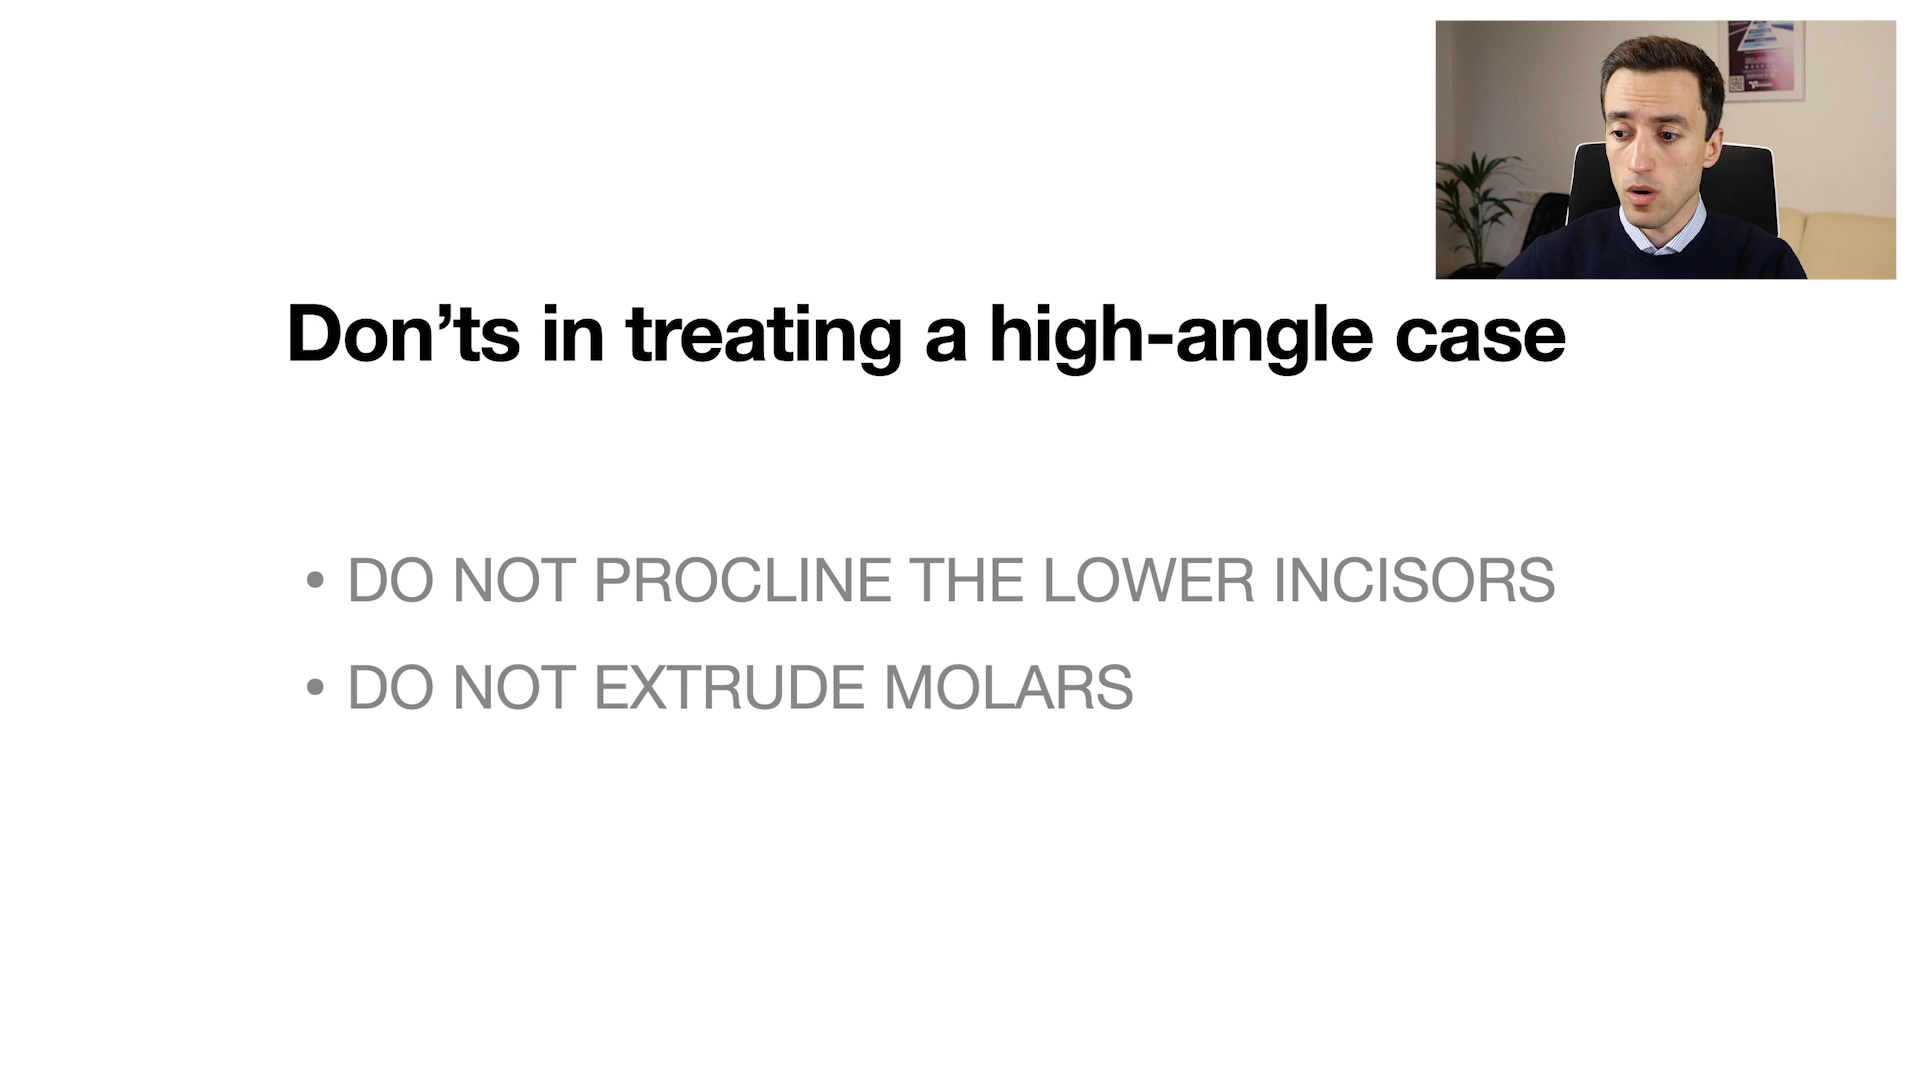 Don’ts in treating a high-angle case
• DO NOT PROCLINE THE LOWER INCISORS
• DO NOT EXTRUDE MOLARS